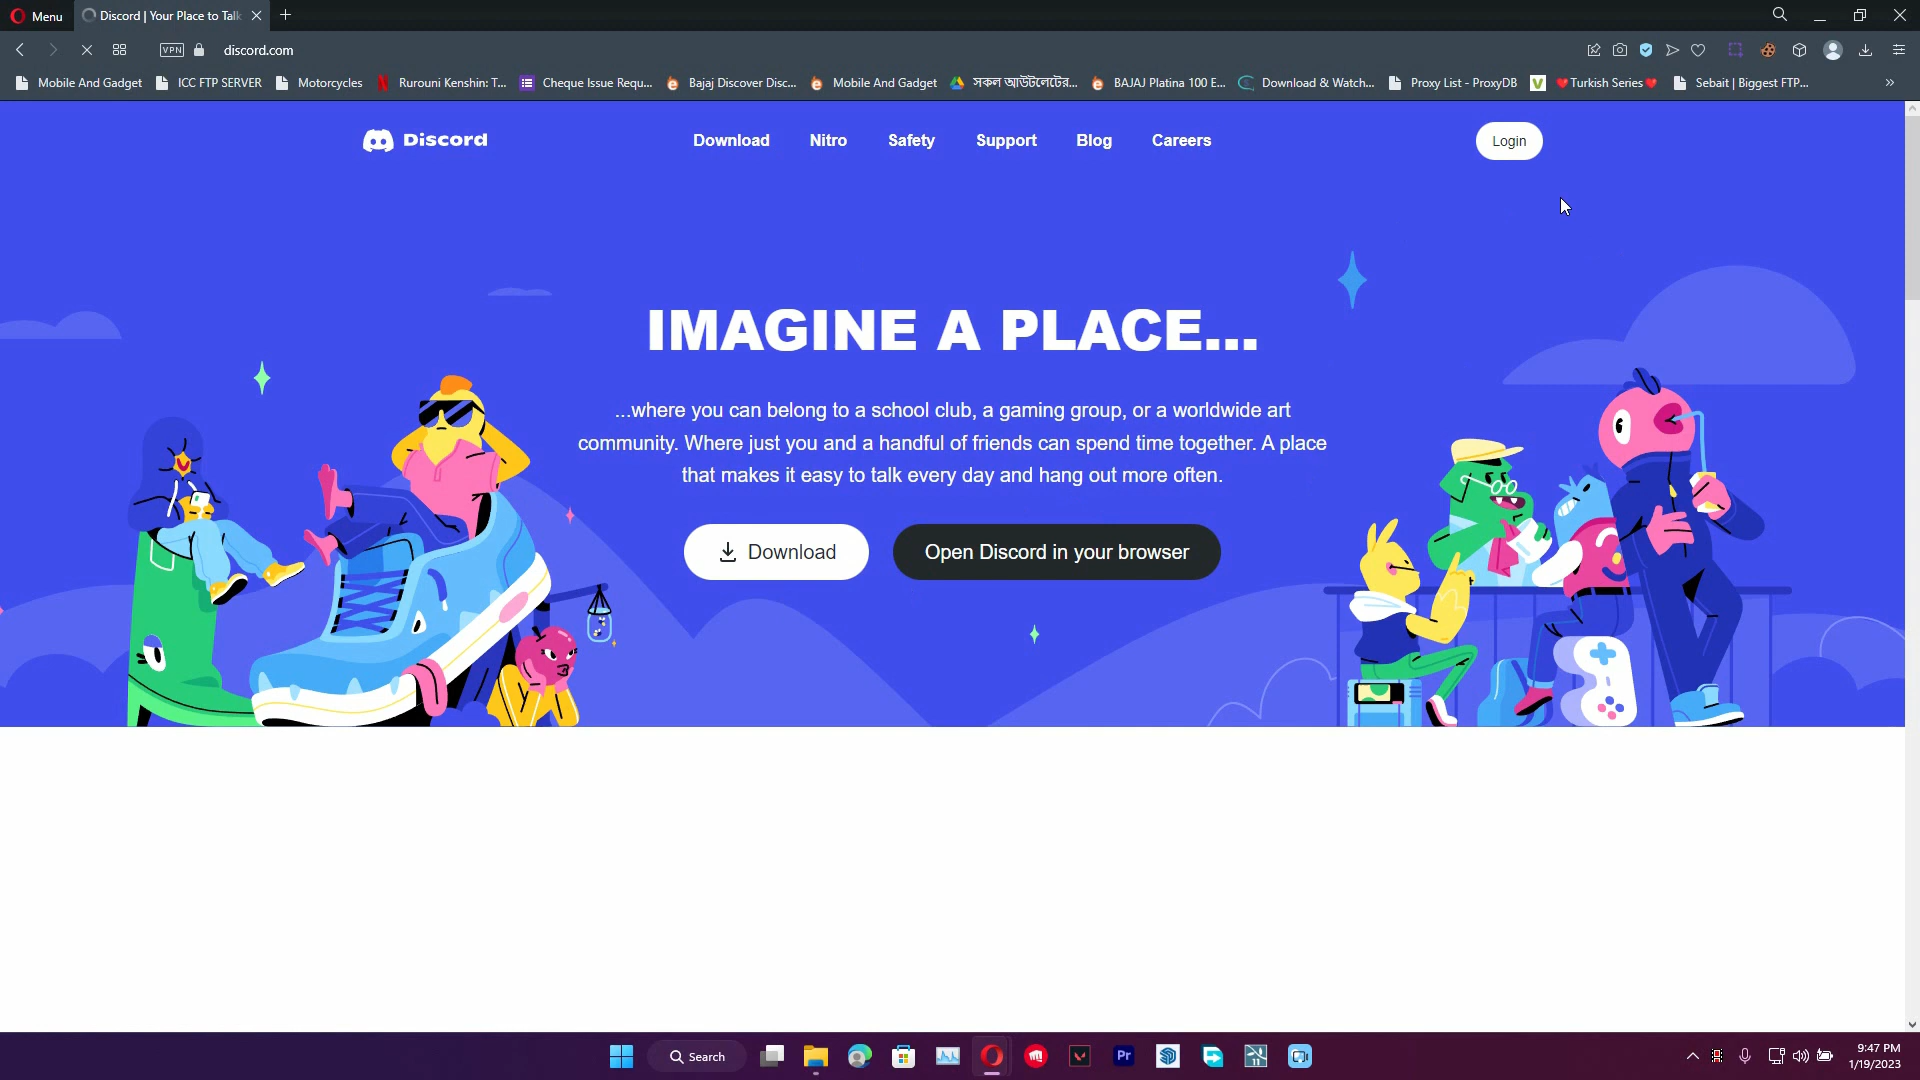 Menu
Discord | Your Place to Talk
VPN
discord.com
Mobile And Gadget
ICC FTP SERVER
Motorcycles
Rurouni Kenshin: T...
Cheque Issue Requ...
Bajaj Discover Disc...
Mobile And Gadget
সকল আউটলেটের...
BAJAJ Platina 100 E...
Download & Watch...
Proxy List - ProxyDB
❤Turkish Series❤
Sebait | Biggest FTP...
Discord
Download
Nitro
Safety
Support
Blog
Careers
Login
IMAGINE A PLACE...
...where you can belong to a school club, a gaming group, or a worldwide art
community. Where just you and a handful of friends can spend time together. A place
that makes it easy to talk every day and hang out more often.
Download
Open Discord in your browser
Search
Pr
11
9:47 PM
1/19/2023